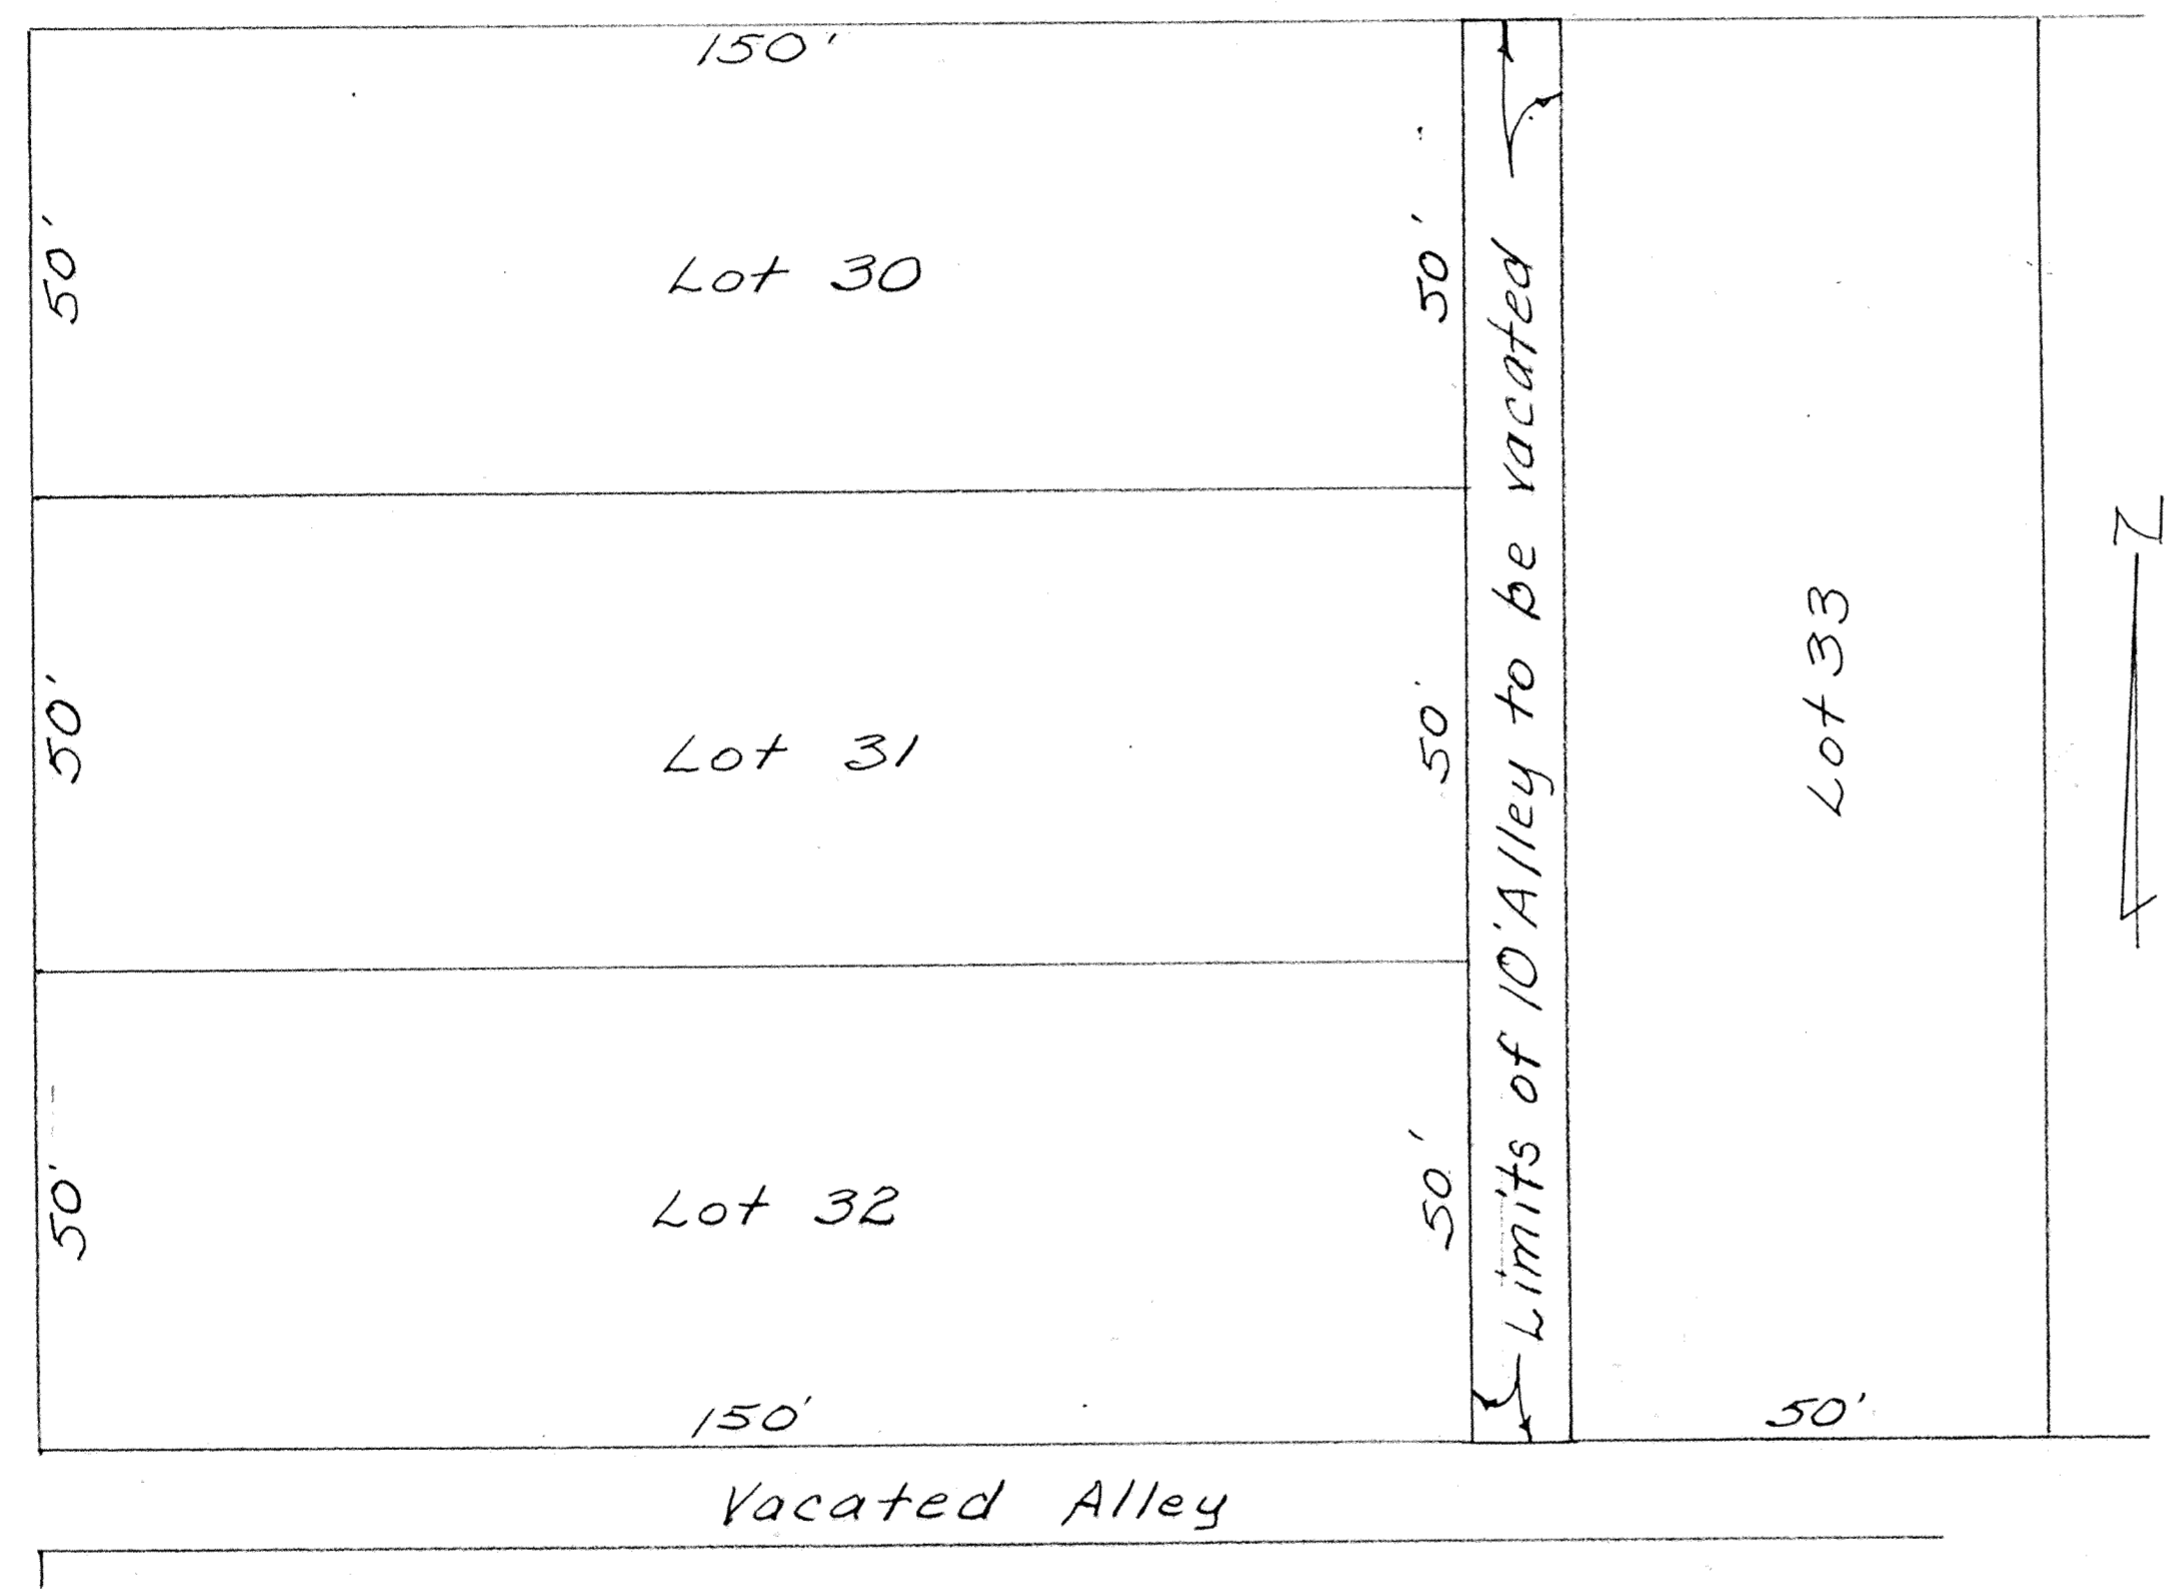 150'
50'
Lot 30
50'
50'
Lot 31
50'
50'
Lot 32
50'
150'
Limits of 10' Alley to be vacated
Lot 33
50'
N
Vacated Alley